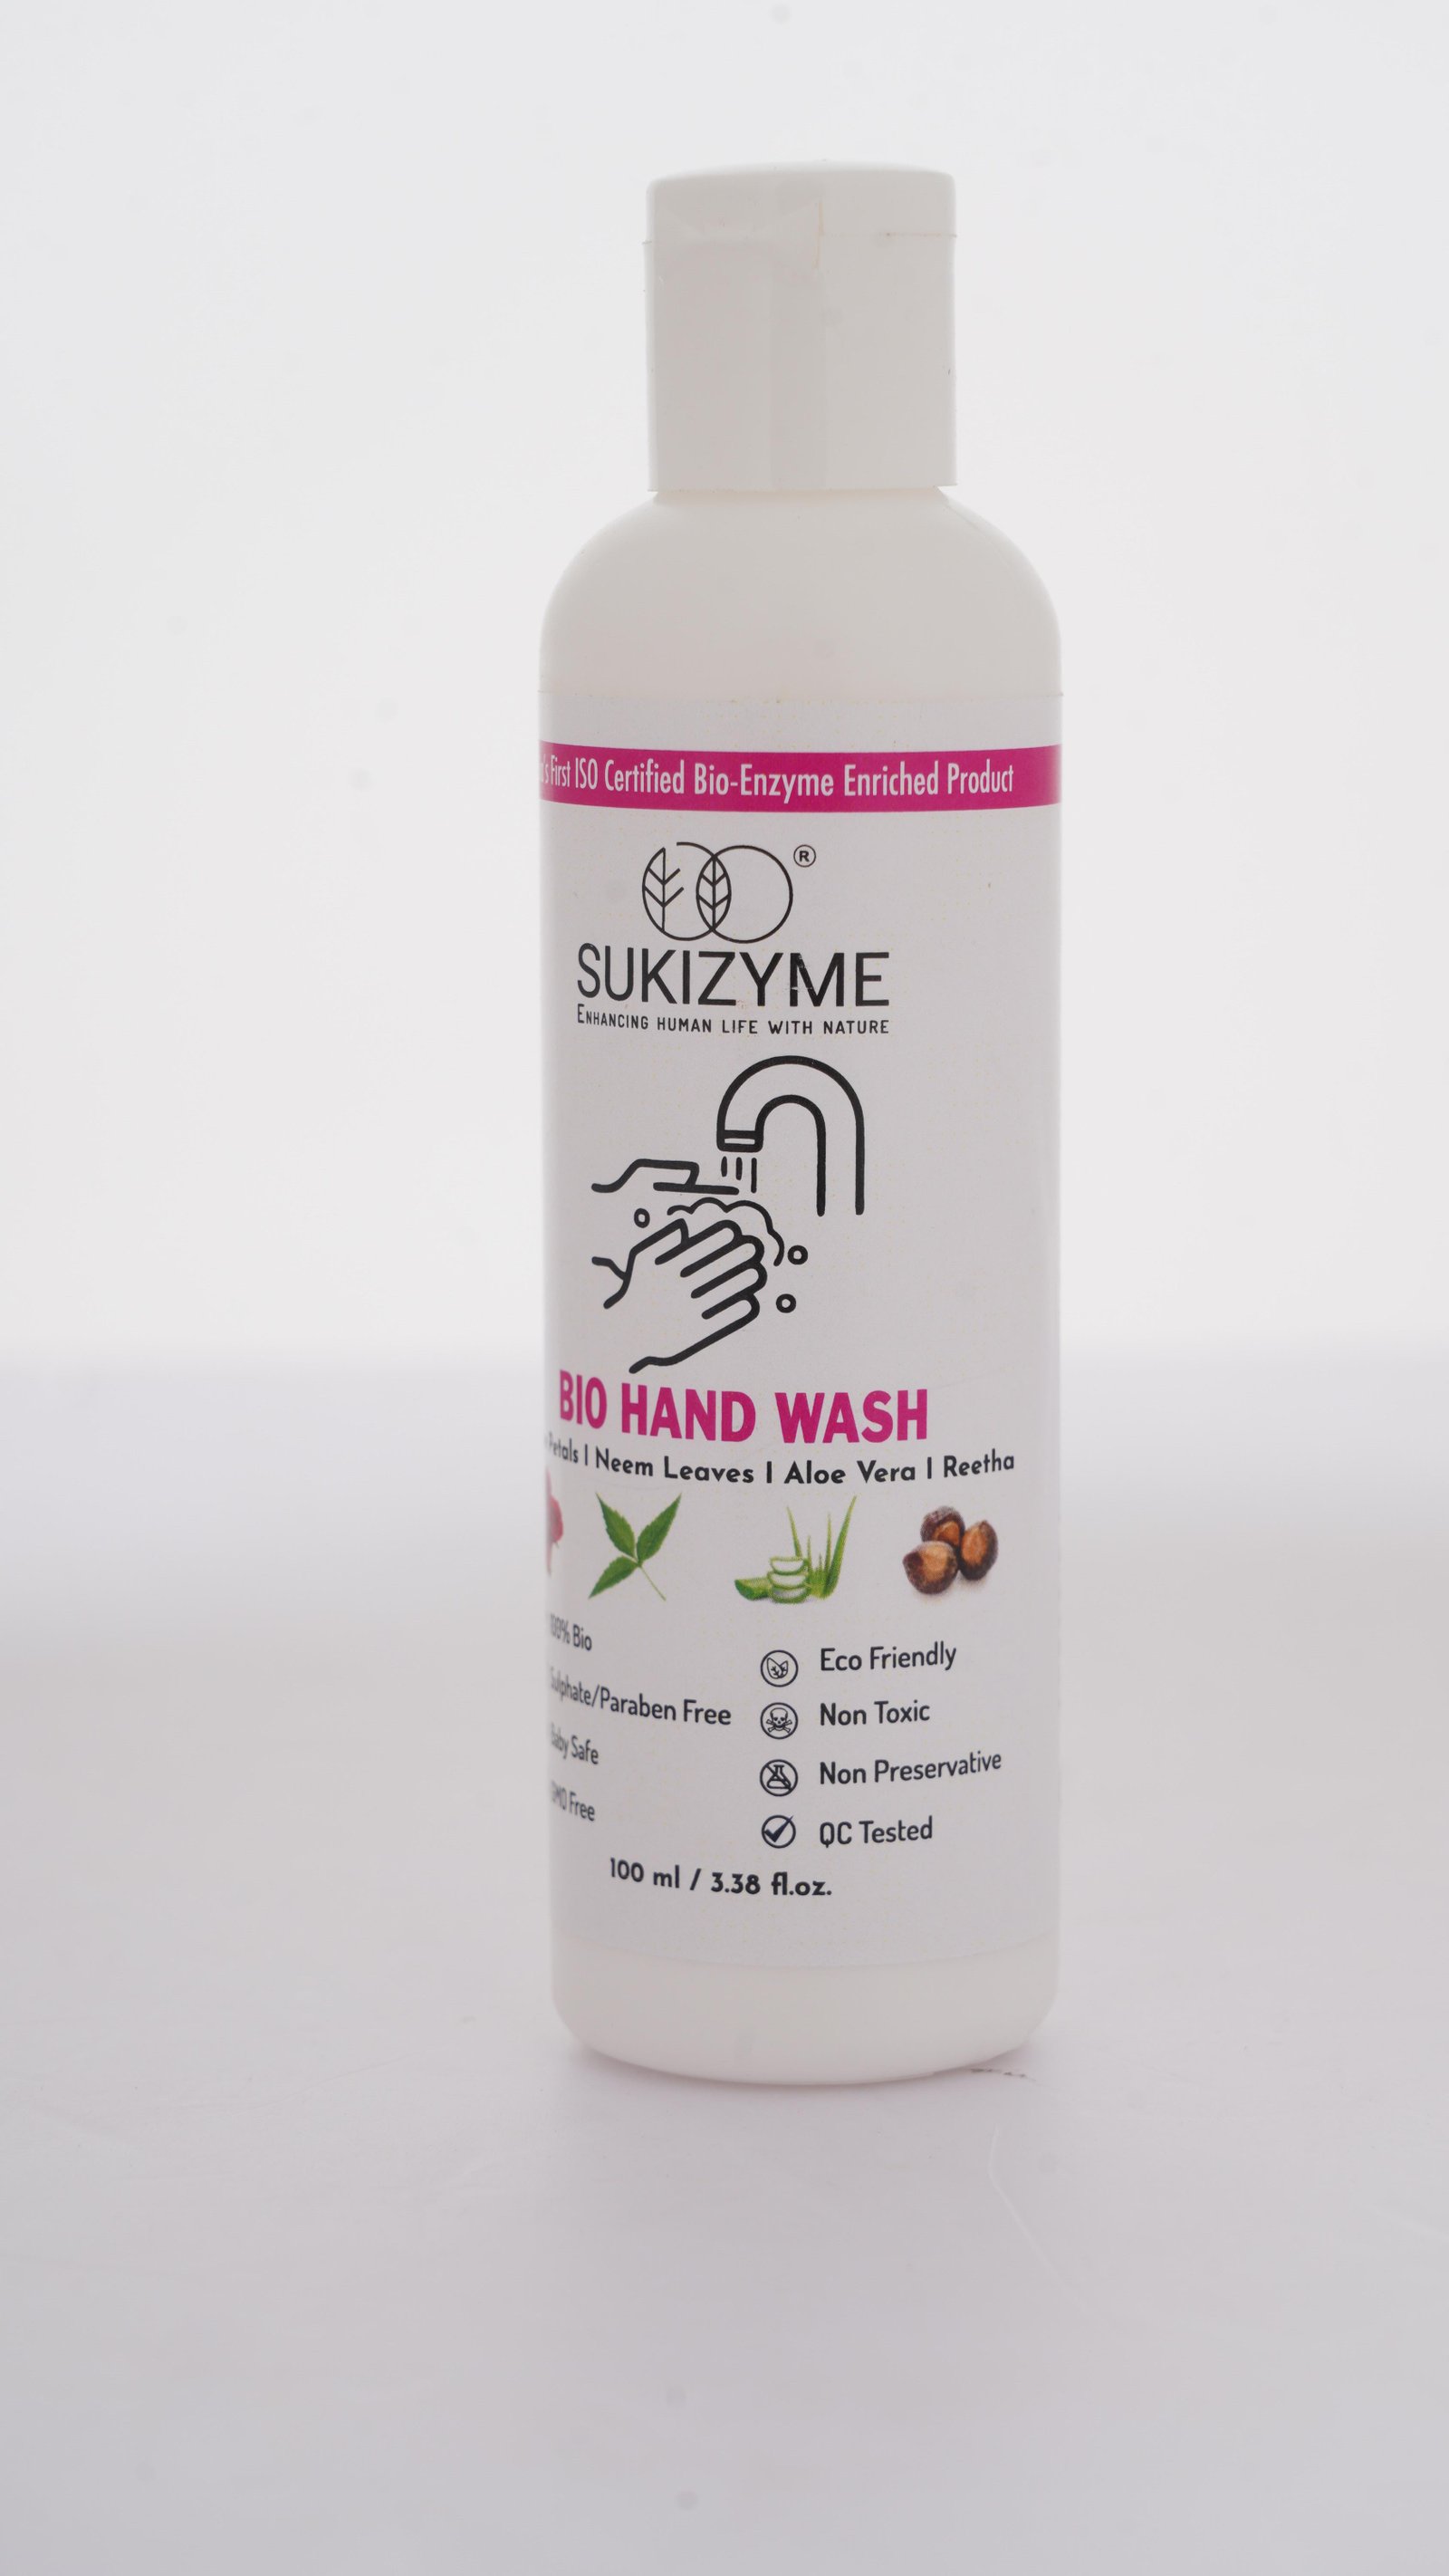 First ISO Certified Bio-Enzyme Enriched Product
®
SUKIZYME
ENHANCING HUMAN LIFE WITH NATURE
BIO HAND WASH
Petals | Neem Leaves | Aloe Vera | Reetha
100% Bio
Sulphate/Paraben Free
Baby Safe
GMO Free
Eco Friendly
Non Toxic
Non Preservative
QC Tested
100 ml / 3.38 fl.oz.